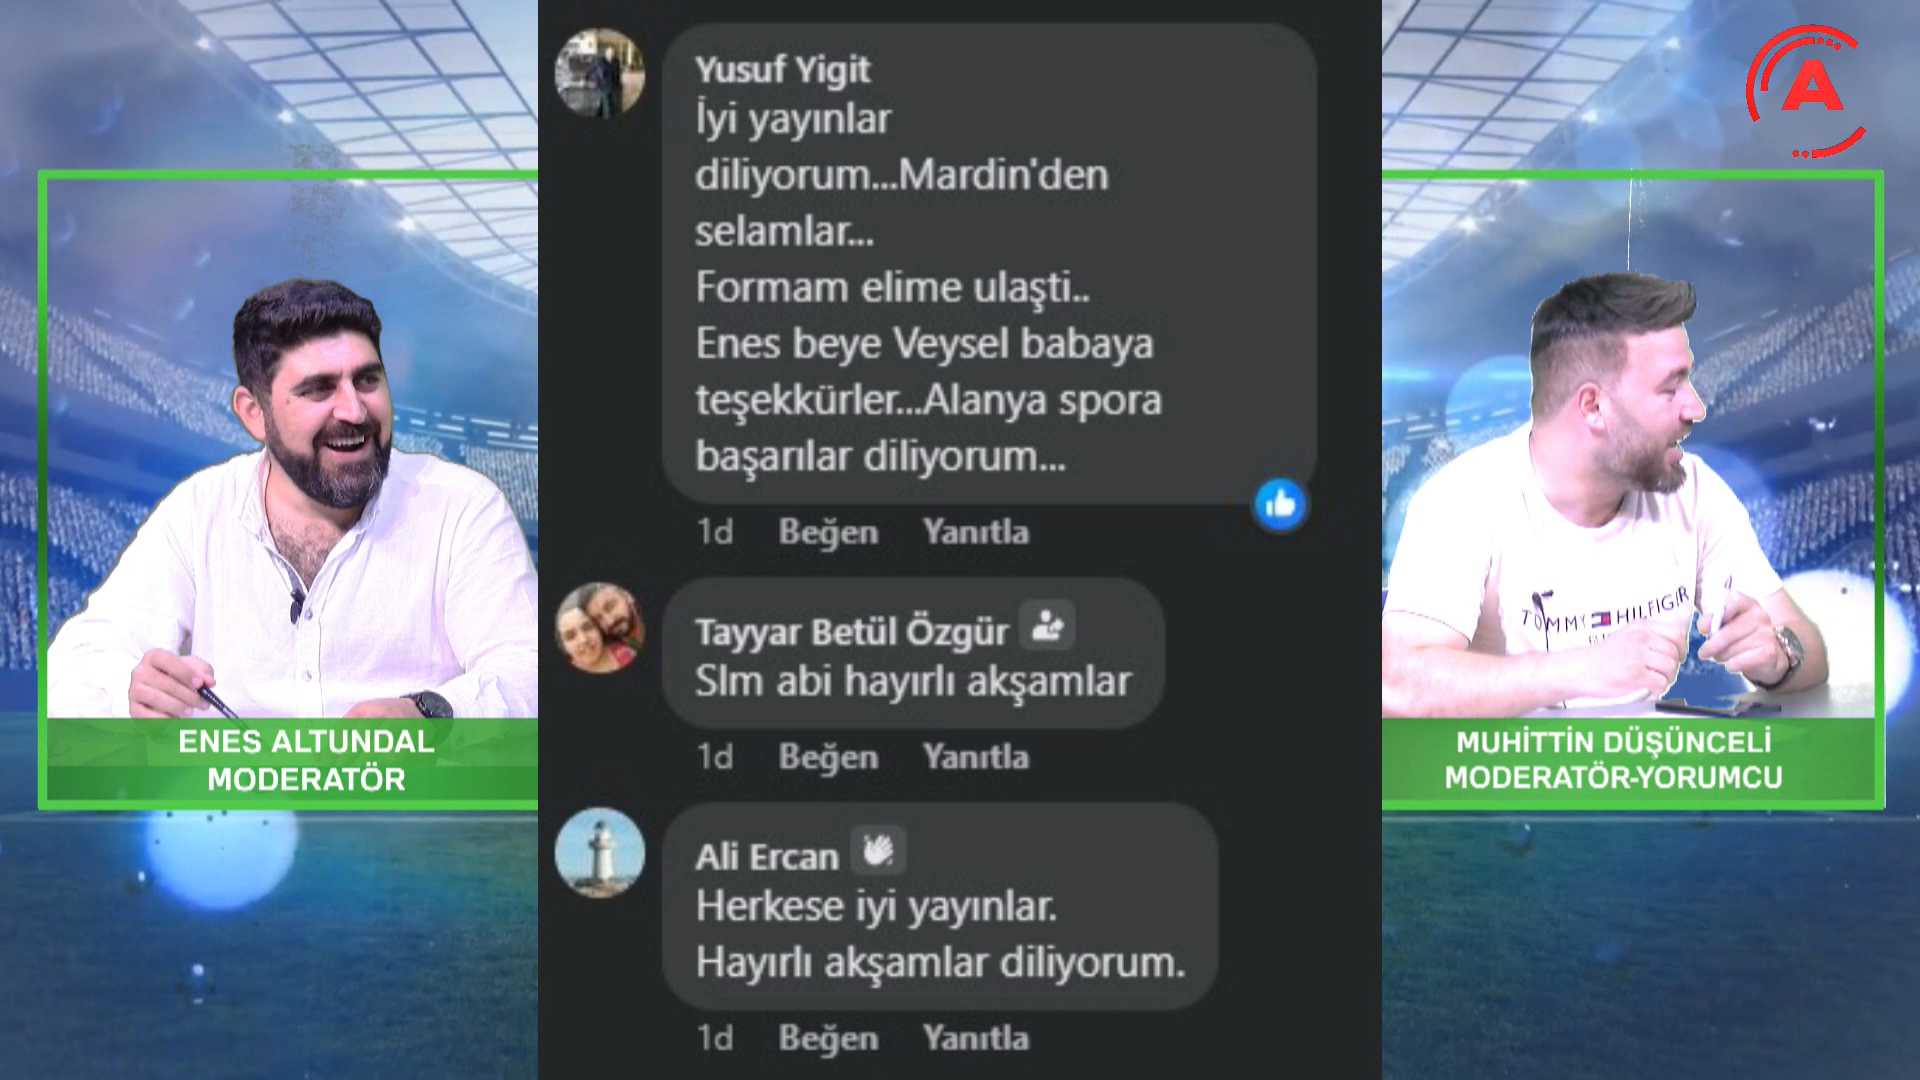 Yusuf Yigit
İyi yayınlar
diliyorum...Mardin'den
selamlar...
Formam elime ulaşti..
Enes beye Veysel babaya
teşekkürler...Alanya spora
başarılar diliyorum...
1d Beğen Yanıtla
Tayyar Betül Özgür
Slm abi hayırlı akşamlar
1d Beğen Yanıtla
Ali Ercan
Herkese iyi yayınlar.
Hayırlı akşamlar diliyorum.
1d Beğen Yanıtla
ENES ALTUNDAL
MODERATÖR
A
TOMMY HILFIGER
MUHİTTİN DÜŞÜNCELİ
MODERATÖR-YORUMCU